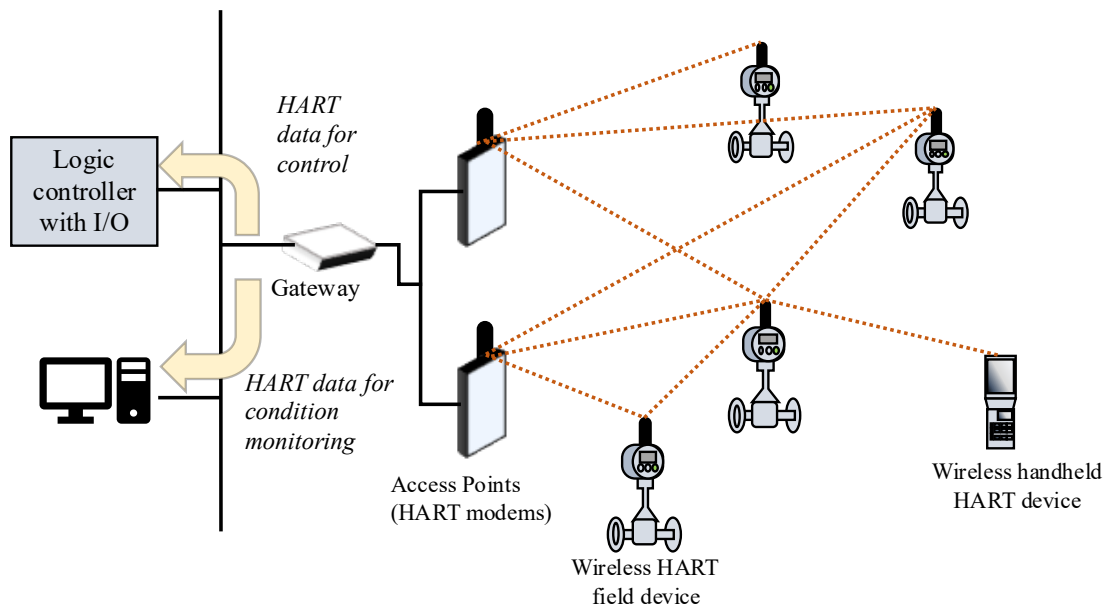 HART
data for
control
Logic
controller
with I/O
Gateway
HART data for
condition
monitoring
Access Points
(HART modems)
Wireless handheld
HART device
Wireless HART
field device